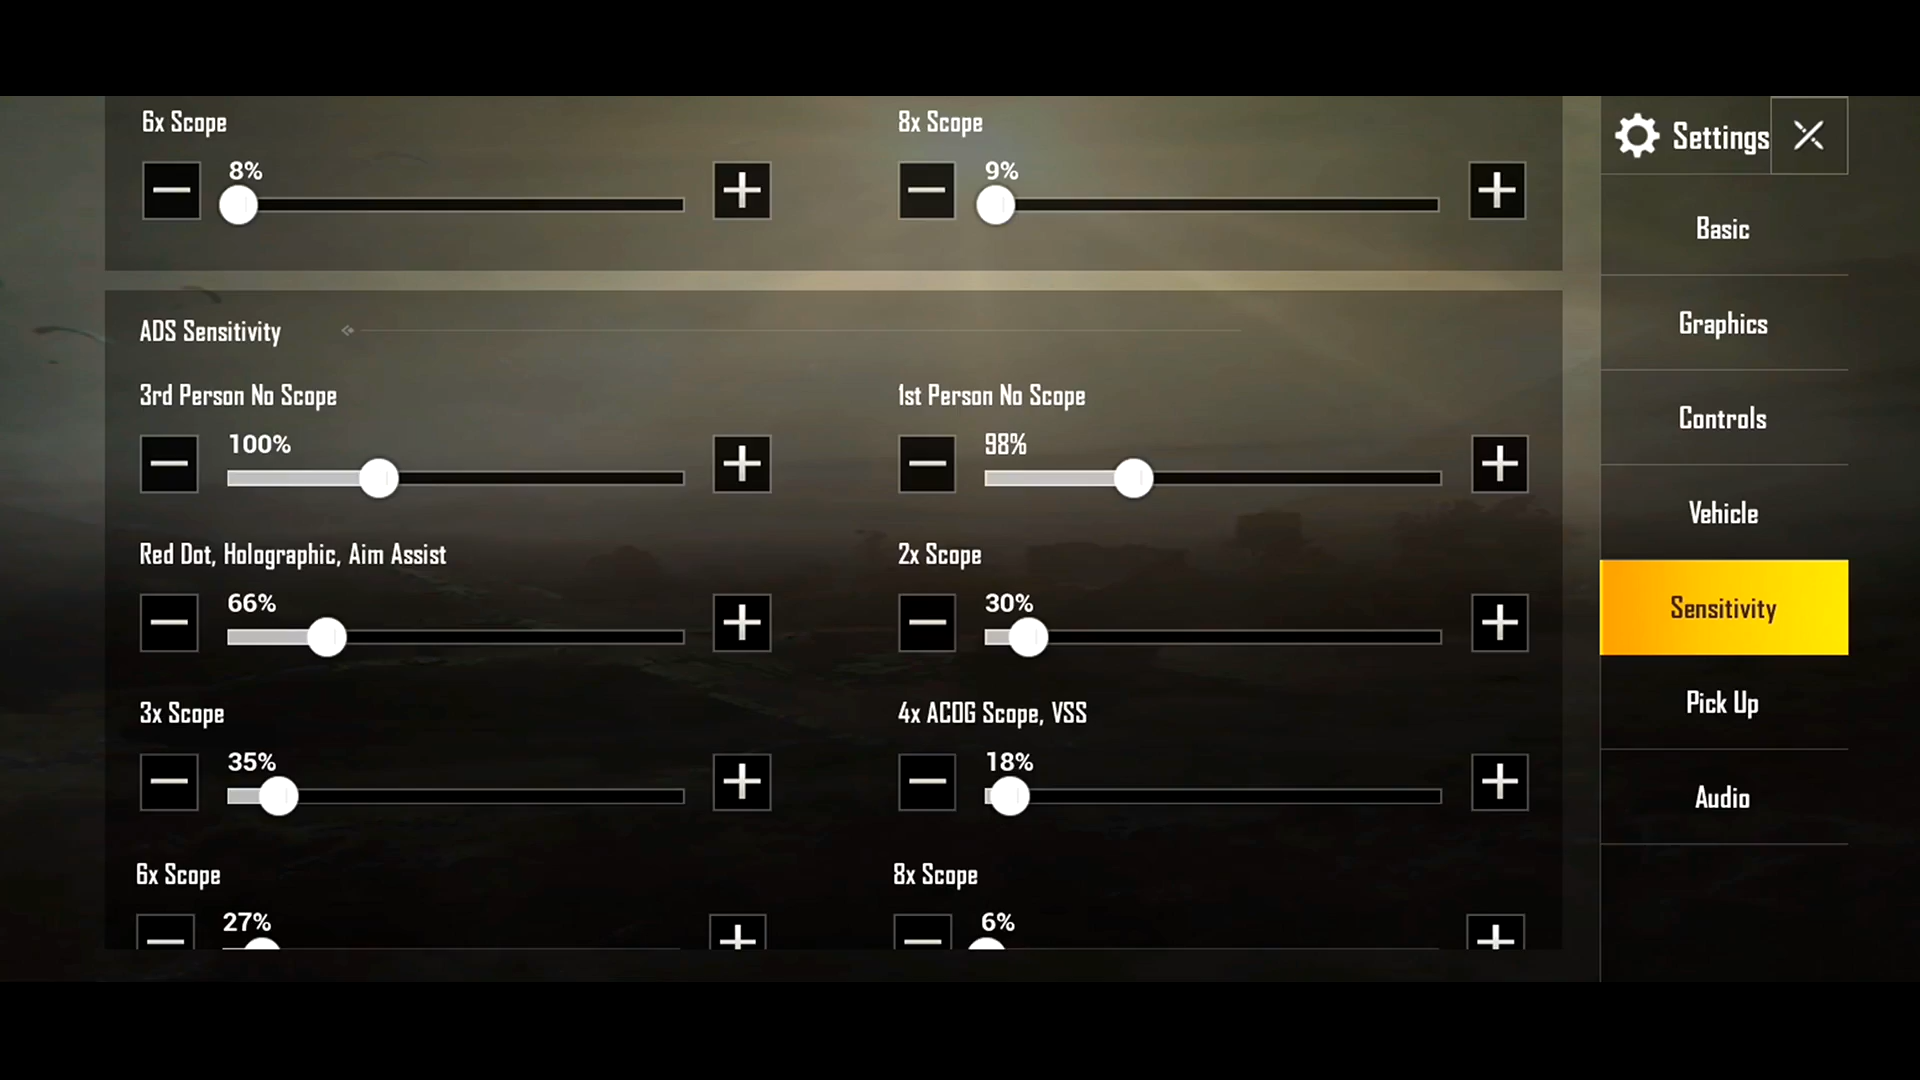 6x Scope
8%
8x Scope
9%
ADS Sensitivity
3rd Person No Scope
100%
1st Person No Scope
98%
Red Dot, Holographic, Aim Assist
66%
2x Scope
30%
3x Scope
35%
4x ACOG Scope, VSS
18%
6x Scope
27%
8x Scope
6%
Settings
Basic
Graphics
Controls
Vehicle
Sensitivity
Pick Up
Audio